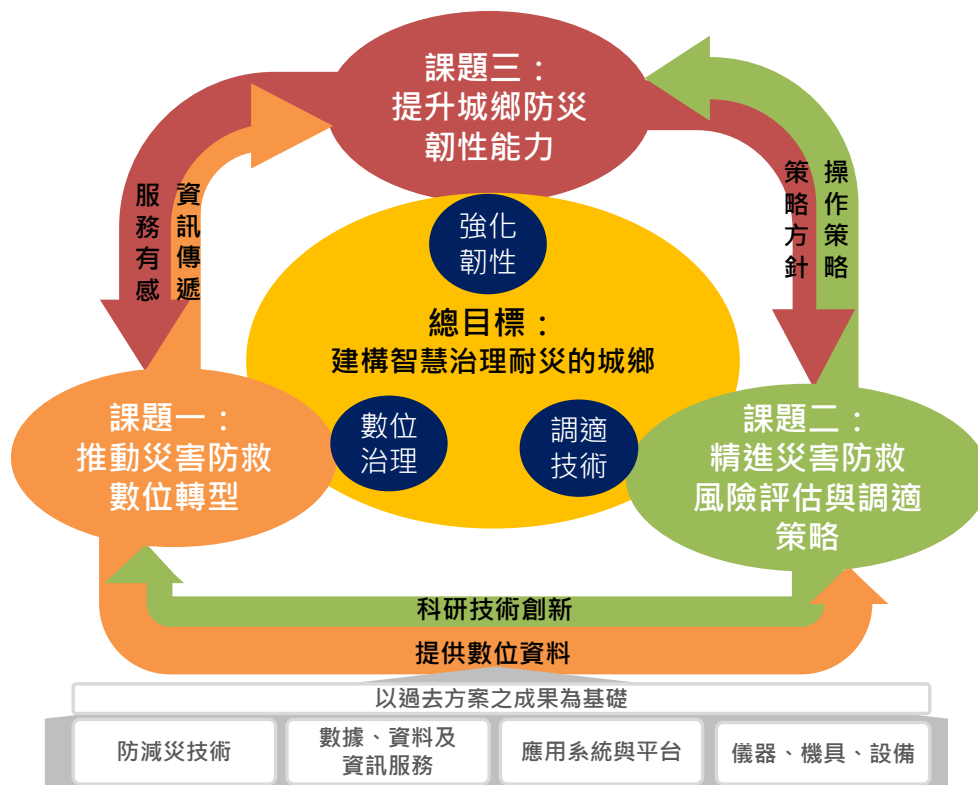 課題三：
提升城鄉防災
韌性能力
服務有感
資訊傳遞
策略方針
操作策略
強化
韌性
總目標：
建構智慧治理耐災的城鄉
數位
治理
調適
技術
課題一：
推動災害防救
數位轉型
課題二：
精進災害防救
風險評估與調適
策略
科研技術創新
提供數位資料
以過去方案之成果為基礎
防減災技術
數據、資料及
資訊服務
應用系統與平台
儀器、機具、設備